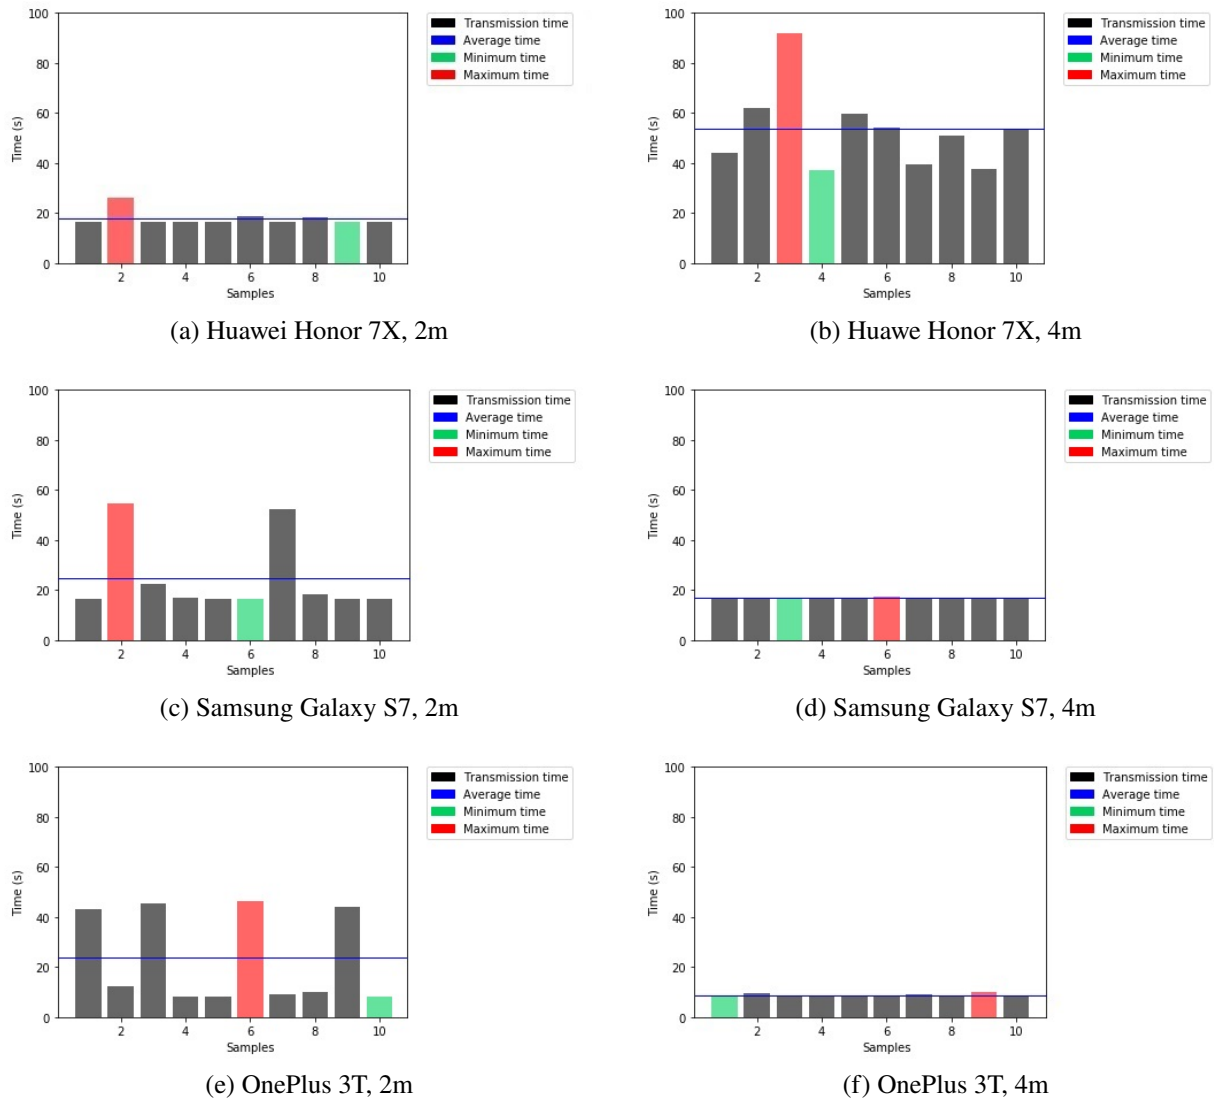 100
80
60
40
20
0
Time (s)
2 4 6 8 10
Samples
Transmission time
Average time
Minimum time
Maximum time
(a) Huawei Honor 7X, 2m
100
80
60
40
20
0
Time (s)
2 4 6 8 10
Samples
Transmission time
Average time
Minimum time
Maximum time
(b) Huawe Honor 7X, 4m
100
80
60
40
20
0
Time (s)
2 4 6 8 10
Samples
Transmission time
Average time
Minimum time
Maximum time
(c) Samsung Galaxy S7, 2m
100
80
60
40
20
0
Time (s)
2 4 6 8 10
Samples
Transmission time
Average time
Minimum time
Maximum time
(d) Samsung Galaxy S7, 4m
100
80
60
40
20
0
Time (s)
2 4 6 8 10
Samples
Transmission time
Average time
Minimum time
Maximum time
(e) OnePlus 3T, 2m
100
80
60
40
20
0
Time (s)
2 4 6 8 10
Samples
Transmission time
Average time
Minimum time
Maximum time
(f) OnePlus 3T, 4m